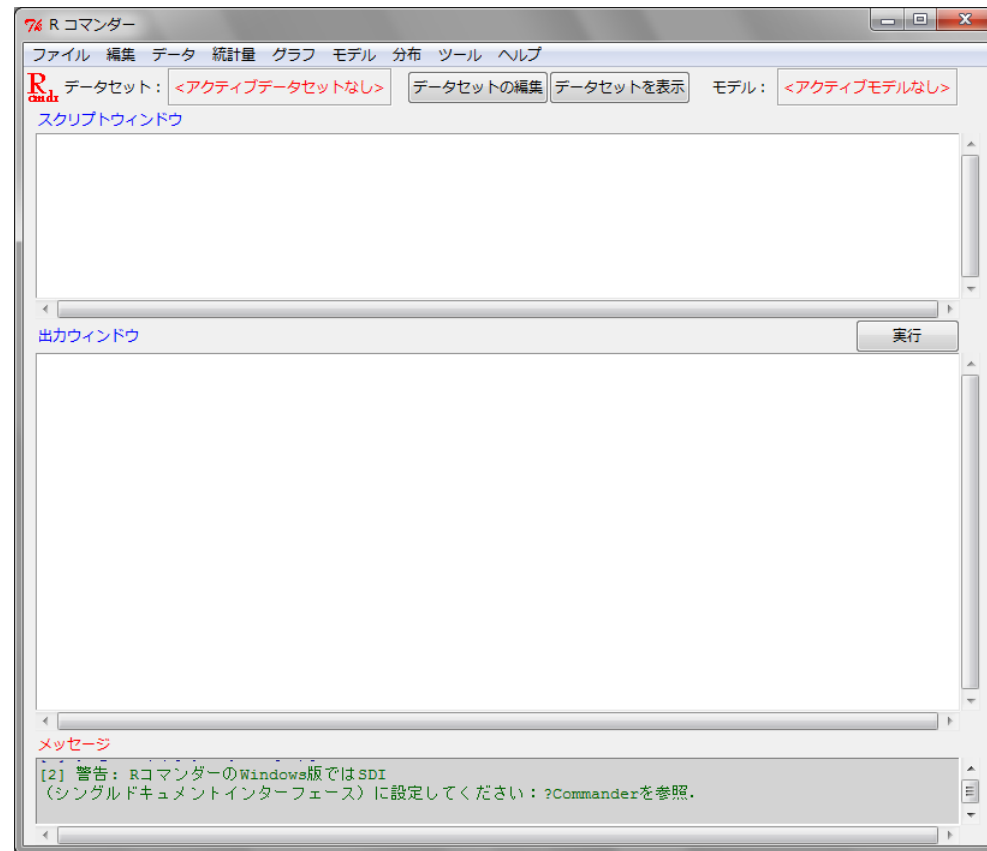 R コマンダー
ファイル 編集 データ 統計量 グラフ モデル 分布 ツール ヘルプ
R cmdr データセット： <アクティブデータセットなし> データセットの編集 データセットを表示 モデル： <アクティブモデルなし>
スクリプトウィンドウ
出力ウィンドウ 実行
メッセージ
[2] 警告: RコマンダーのWindows版ではSDI
（シングルドキュメントインターフェース）に設定してください：?Commanderを参照.